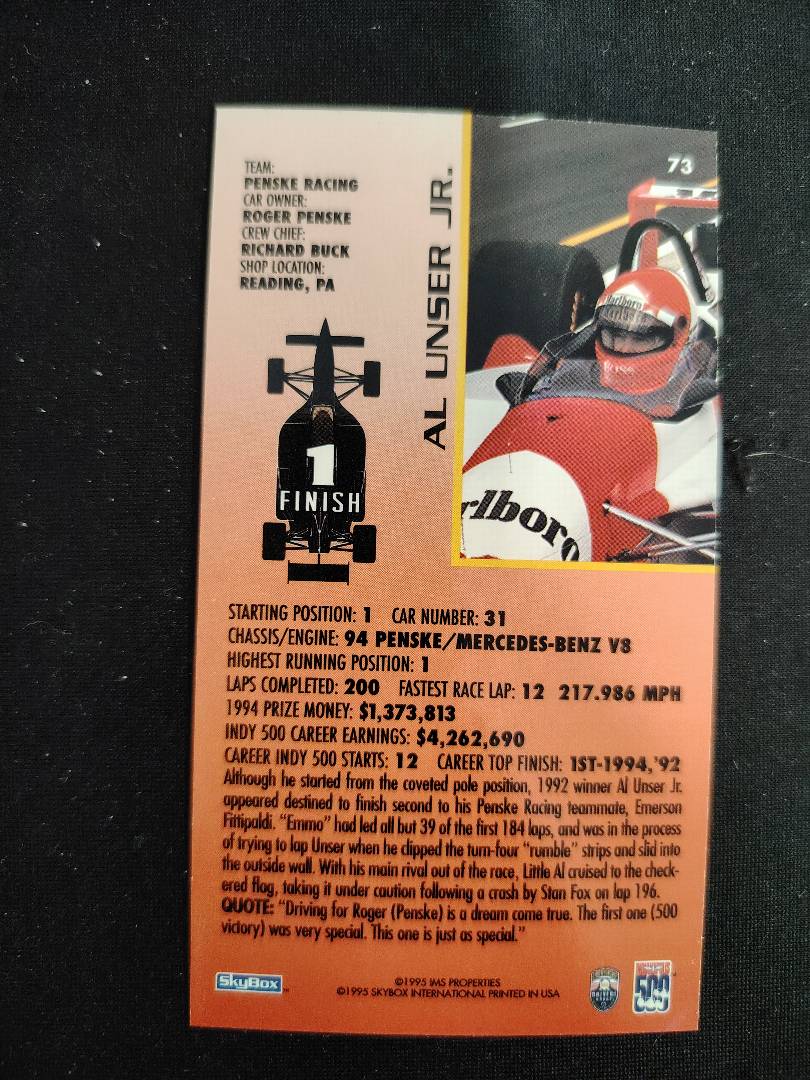 73
TEAM:
PENSKE RACING
CAR OWNER:
ROGER PENSKE
CREW CHIEF:
RICHARD BUCK
SHOP LOCATION:
READING, PA
AL UNSER JR.
Marlboro
Marlboro
BOSS
rlboro
1
FINISH
STARTING POSITION: 1 CAR NUMBER: 31
CHASSIS/ENGINE: 94 PENSKE/MERCEDES-BENZ V8
HIGHEST RUNNING POSITION: 1
LAPS COMPLETED: 200 FASTEST RACE LAP: 12 217.986 MPH
1994 PRIZE MONEY: $1,373,813
INDY 500 CAREER EARNINGS: $4,262,690
CAREER INDY 500 STARTS: 12 CAREER TOP FINISH: 1ST-1994,'92
Although he started from the coveted pole position, 1992 winner Al Unser Jr.
appeared destined to finish second to his Penske Racing teammate, Emerson
Fittipaldi. "Emmo" had led all but 39 of the first 184 laps, and was in the process
of trying to lap Unser when he clipped the turn-four "rumble" strips and slid into
the outside wall. With his main rival out of the race, Little Al cruised to the check-
ered flag, taking it under caution following a crash by Stan Fox on lap 196.
QUOTE: "Driving for Roger (Penske) is a dream come true. The first one (500
victory) was very special. This one is just as special."
SkyBox™
©1995 IMS PROPERTIES
©1995 SKYBOX INTERNATIONAL PRINTED IN USA
500